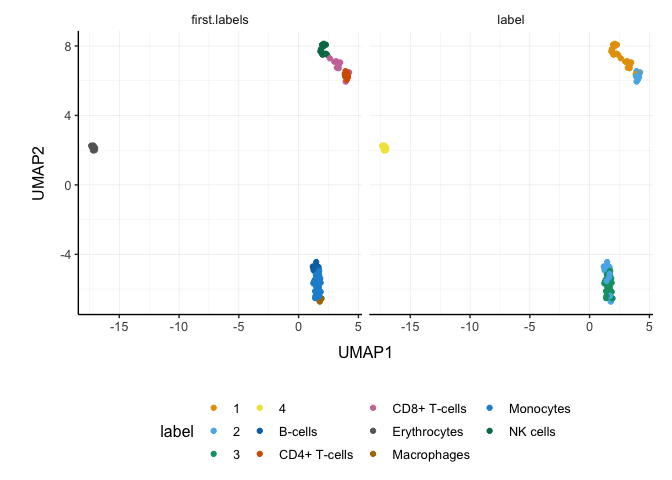 first.labels label
8
4
0
-4
UMAP2
-15 -10 -5 0 5 -15 -10 -5 0 5
UMAP1
label
1 4 CD8+ T-cells Monocytes
2 B-cells Erythrocytes NK cells
3 CD4+ T-cells Macrophages